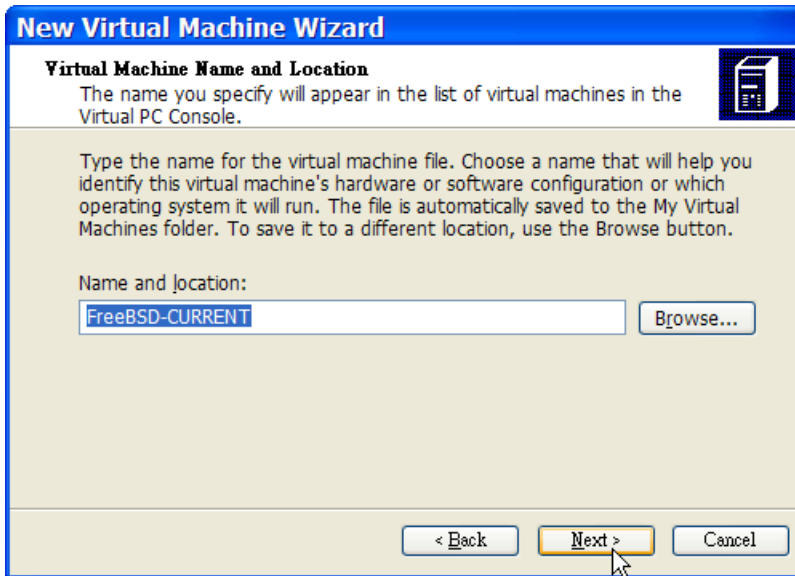 New Virtual Machine Wizard
Virtual Machine Name and Location
The name you specify will appear in the list of virtual machines in the
Virtual PC Console.
Type the name for the virtual machine file. Choose a name that will help you
identify this virtual machine's hardware or software configuration or which
operating system it will run. The file is automatically saved to the My Virtual
Machines folder. To save it to a different location, use the Browse button.
Name and location:
FreeBSD-CURRENT
Browse...
< Back
Next >
Cancel